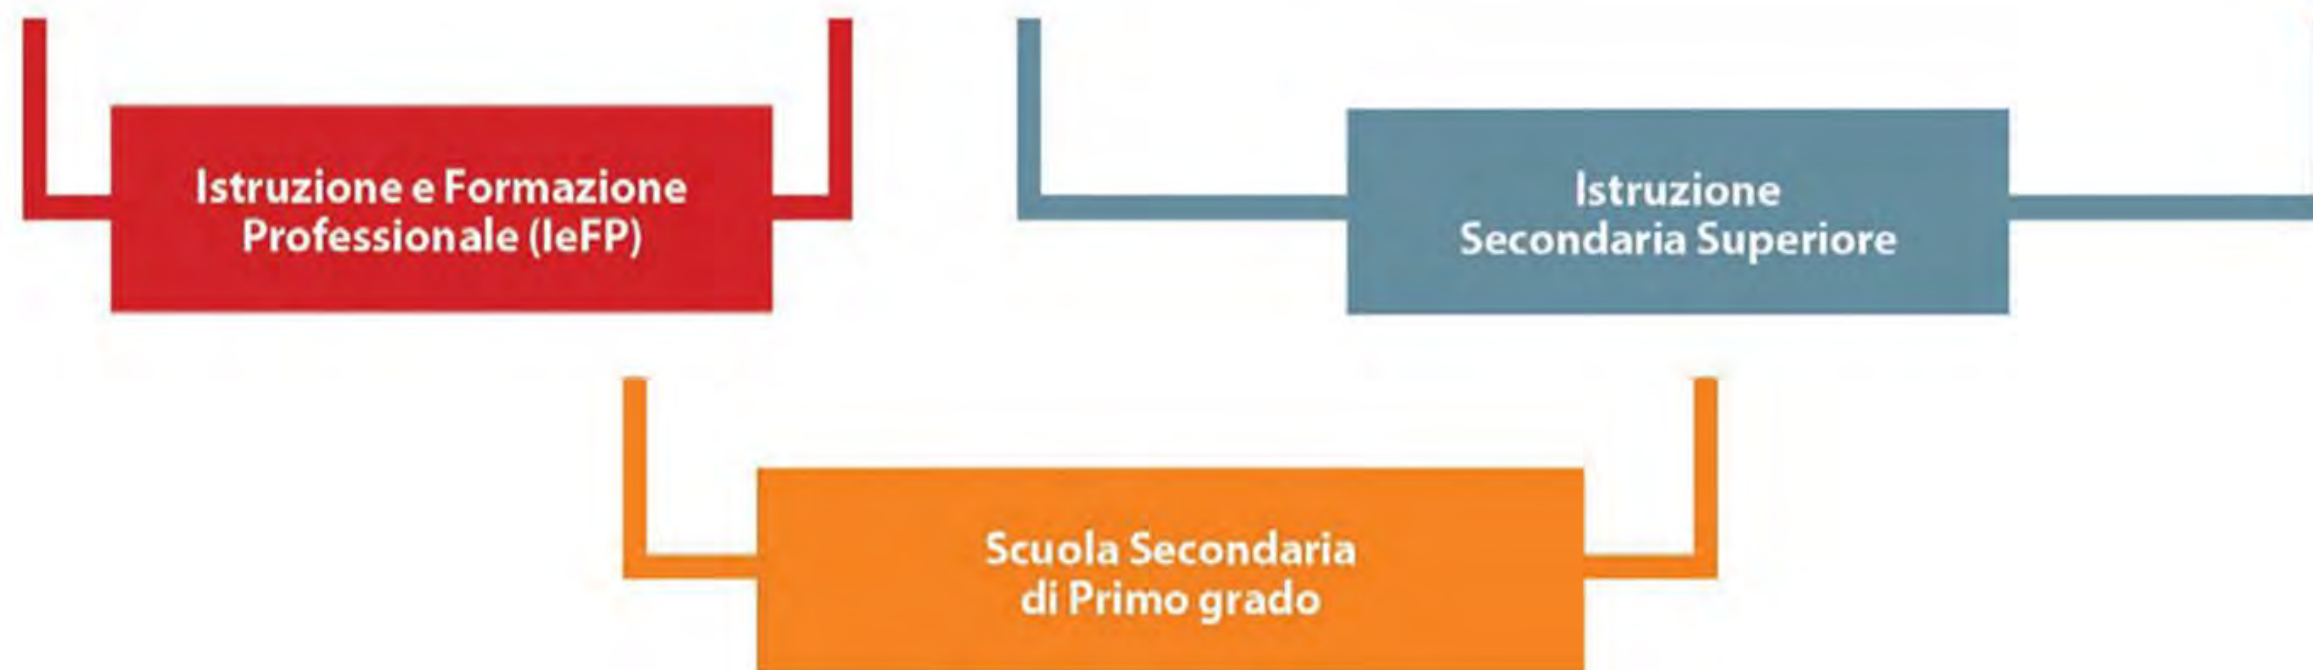 Istruzione e Formazione
Professionale (IeFP)
Istruzione
Secondaria Superiore
Scuola Secondaria
di Primo grado